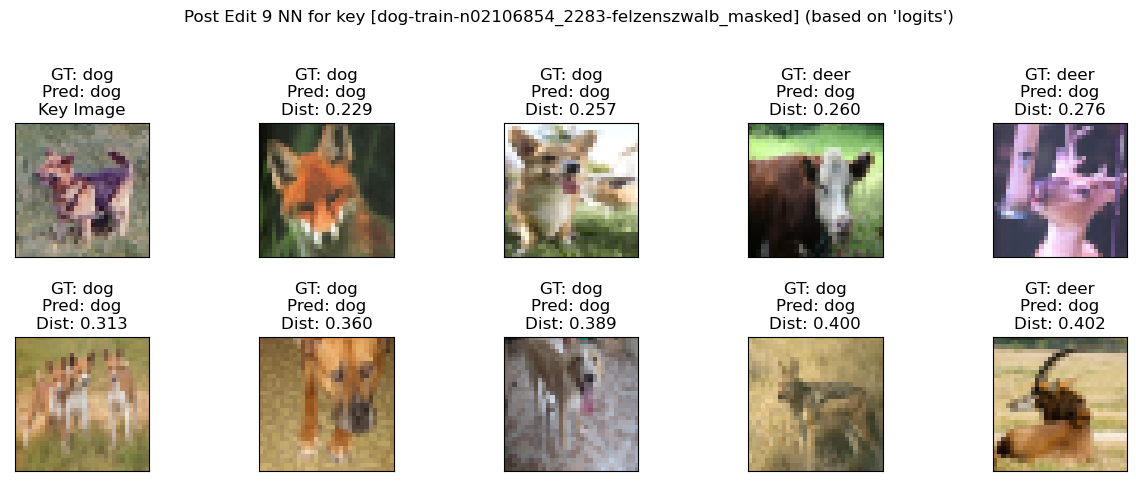 Post Edit 9 NN for key [dog-train-n02106854_2283-felzenszwalb_masked] (based on 'logits')
GT: dog
Pred: dog
Key Image
GT: dog
Pred: dog
Dist: 0.229
GT: dog
Pred: dog
Dist: 0.257
GT: deer
Pred: dog
Dist: 0.260
GT: deer
Pred: dog
Dist: 0.276
GT: dog
Pred: dog
Dist: 0.313
GT: dog
Pred: dog
Dist: 0.360
GT: dog
Pred: dog
Dist: 0.389
GT: dog
Pred: dog
Dist: 0.400
GT: deer
Pred: dog
Dist: 0.402